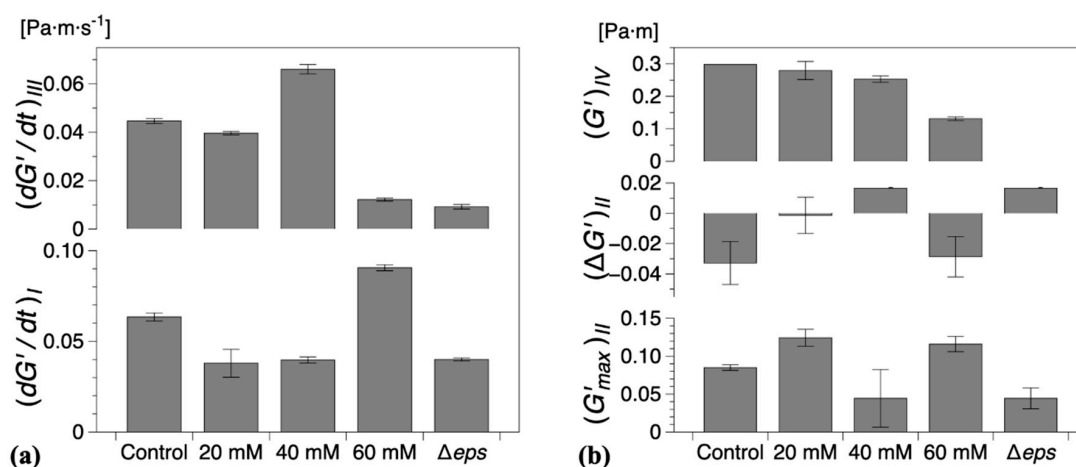 [Pa·m·s⁻¹]
(dG'/dt)III
0.06
0.04
0.02
0
(dG'/dt)I
0.10
0.05
0
(a)
Control 20 mM 40 mM 60 mM Δeps
[Pa·m]
(G')IV
0.3
0.2
0.1
0
(ΔG')II
0.02
0
−0.02
−0.04
(G'max)II
0.15
0.10
0.05
0
(b)
Control 20 mM 40 mM 60 mM Δeps